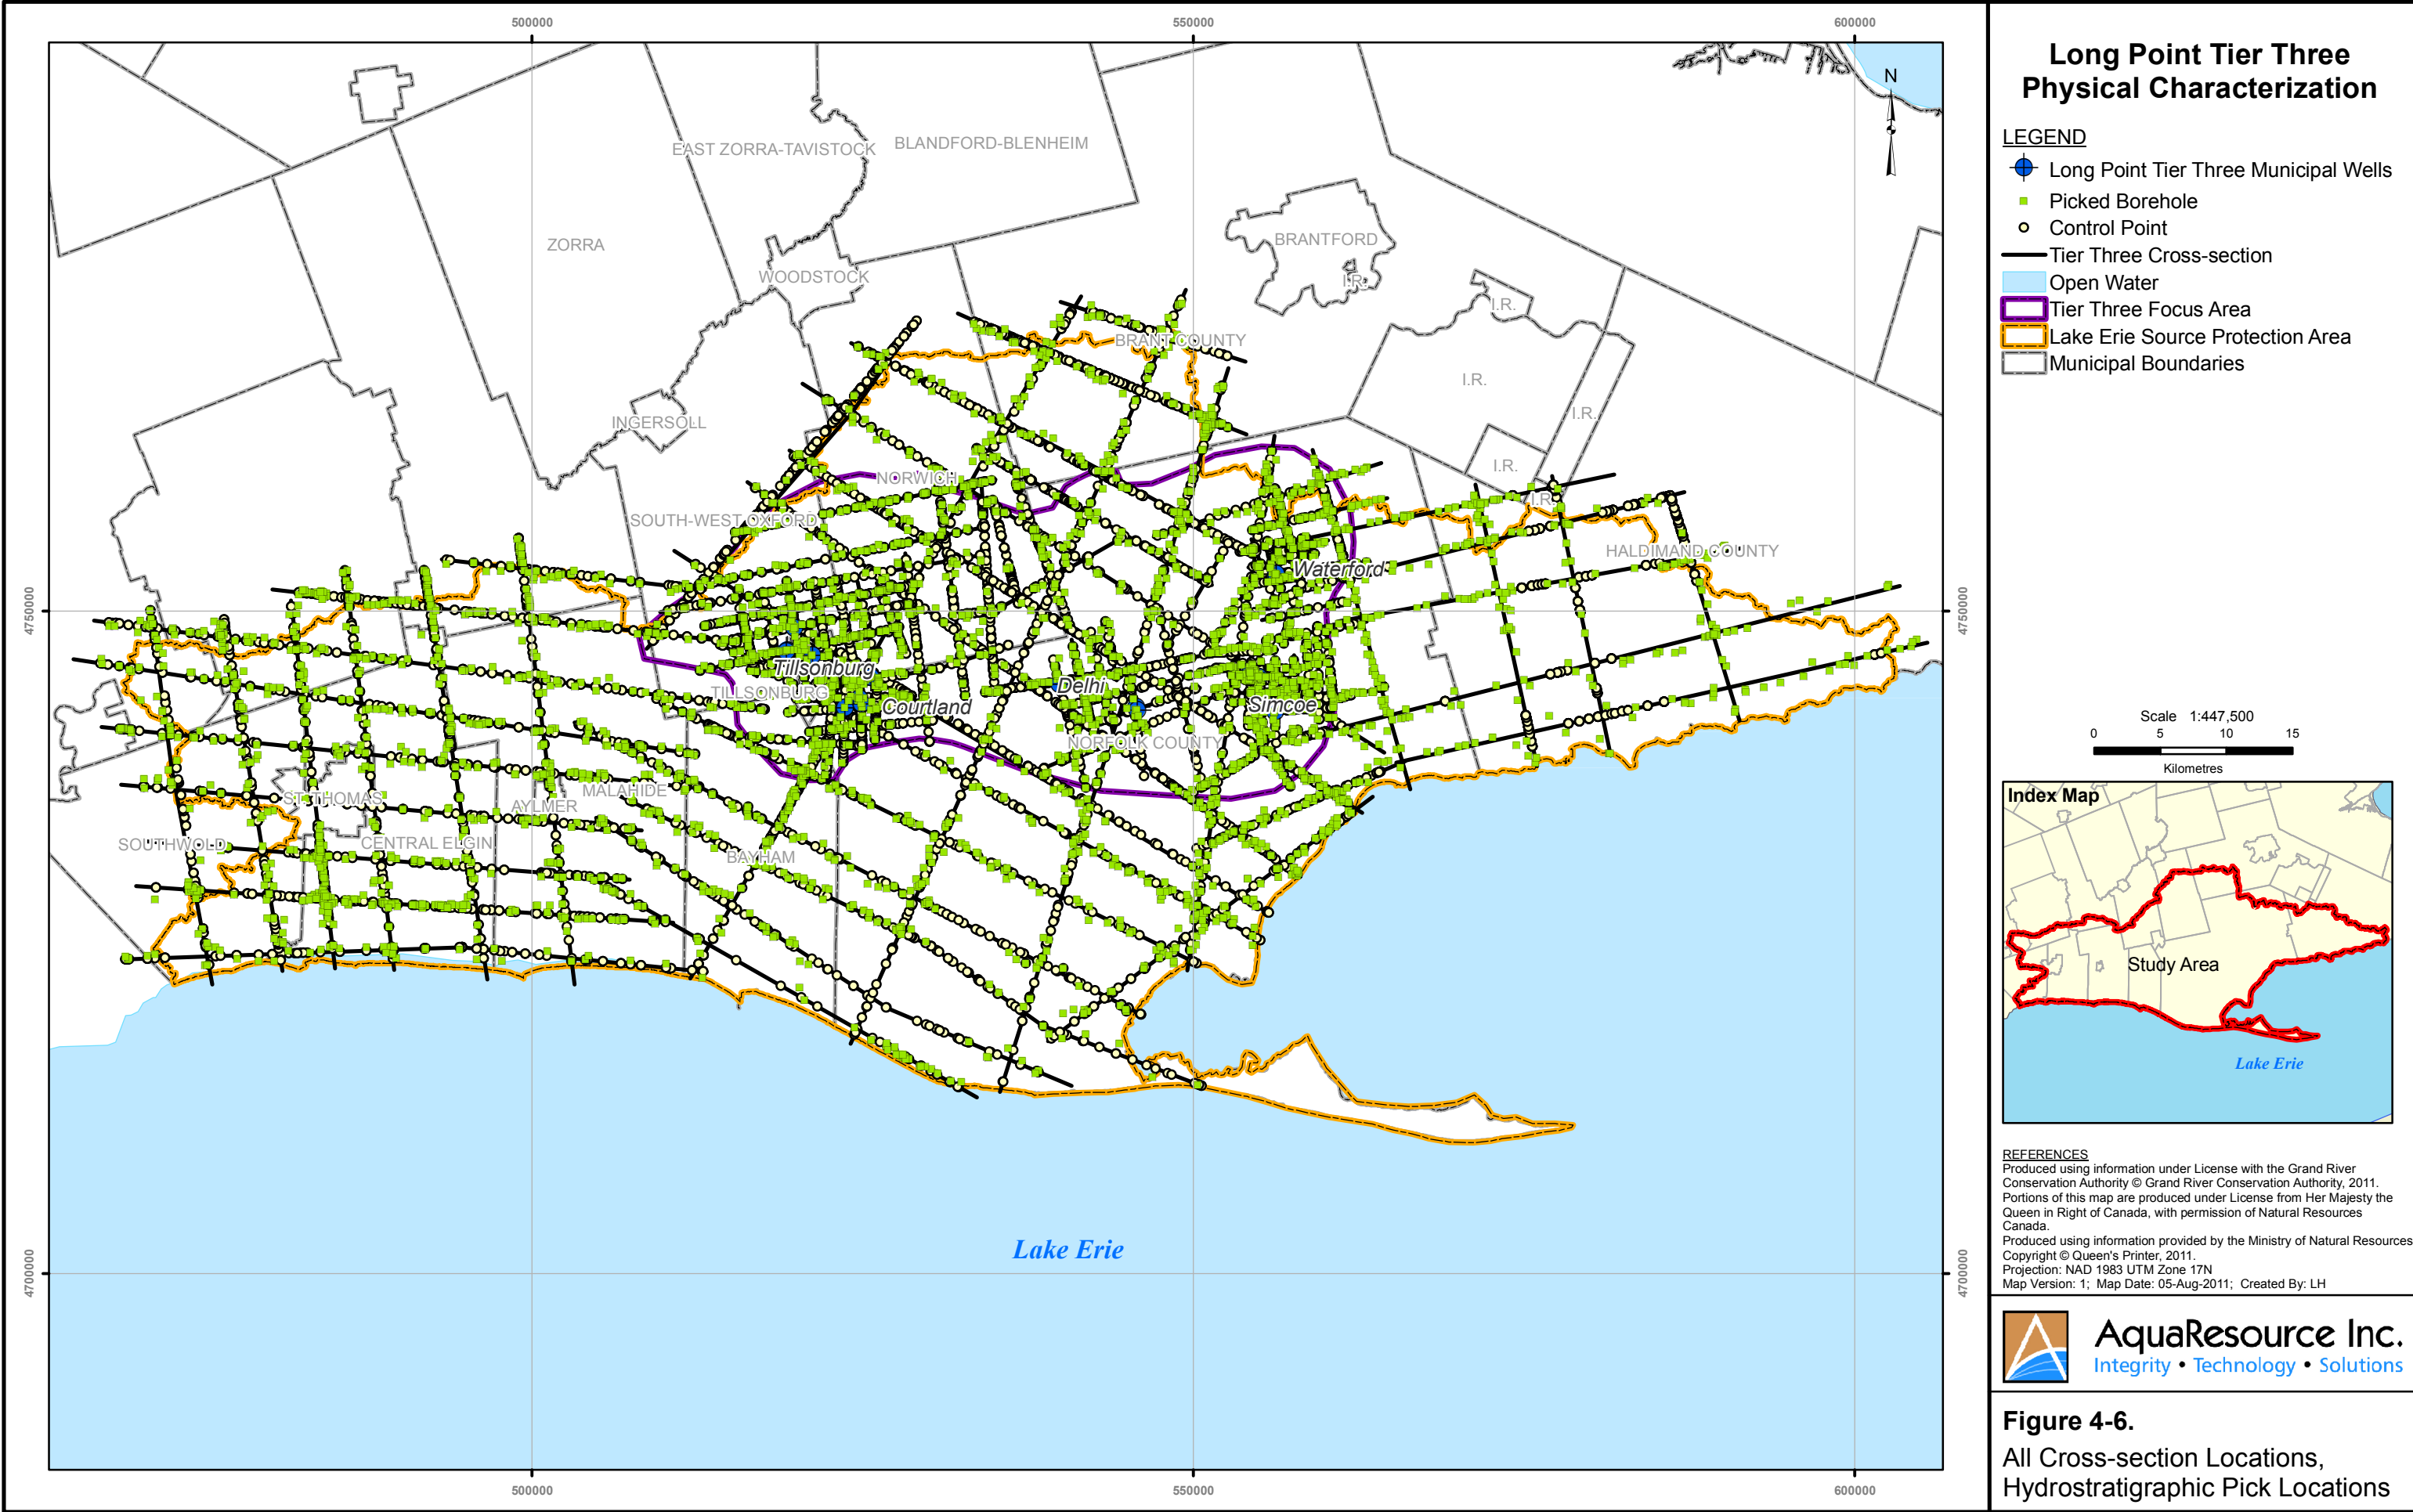 500000
550000
600000
4750000
4700000
4750000
4700000
500000
550000
600000
N
EAST ZORRA-TAVISTOCK
BLANDFORD-BLENHEIM
ZORRA
WOODSTOCK
BRANTFORD
I.R.
I.R.
BRANT COUNTY
I.R.
I.R.
INGERSOLL
NORWICH
I.R.
I.R.
SOUTH-WEST OXFORD
HALDIMAND COUNTY
Waterford
Tillsonburg
TILLSONBURG
Delhi
Courtland
Simcoe
NORFOLK COUNTY
MALAHIDE
ST. THOMAS
AYLMER
SOUTHWOLD
CENTRAL ELGIN
BAYHAM
Lake Erie
Long Point Tier Three
Physical Characterization
LEGEND
Long Point Tier Three Municipal Wells
Picked Borehole
Control Point
Tier Three Cross-section
Open Water
Tier Three Focus Area
Lake Erie Source Protection Area
Municipal Boundaries
Scale 1:447,500
0 5 10 15
Kilometres
Index Map
Study Area
Lake Erie
REFERENCES
Produced using information under License with the Grand River
Conservation Authority © Grand River Conservation Authority, 2011.
Portions of this map are produced under License from Her Majesty the
Queen in Right of Canada, with permission of Natural Resources
Canada.
Produced using information provided by the Ministry of Natural Resources
Copyright © Queen's Printer, 2011.
Projection: NAD 1983 UTM Zone 17N
Map Version: 1; Map Date: 05-Aug-2011; Created By: LH
AquaResource Inc.
Integrity • Technology • Solutions
Figure 4-6.
All Cross-section Locations,
Hydrostratigraphic Pick Locations